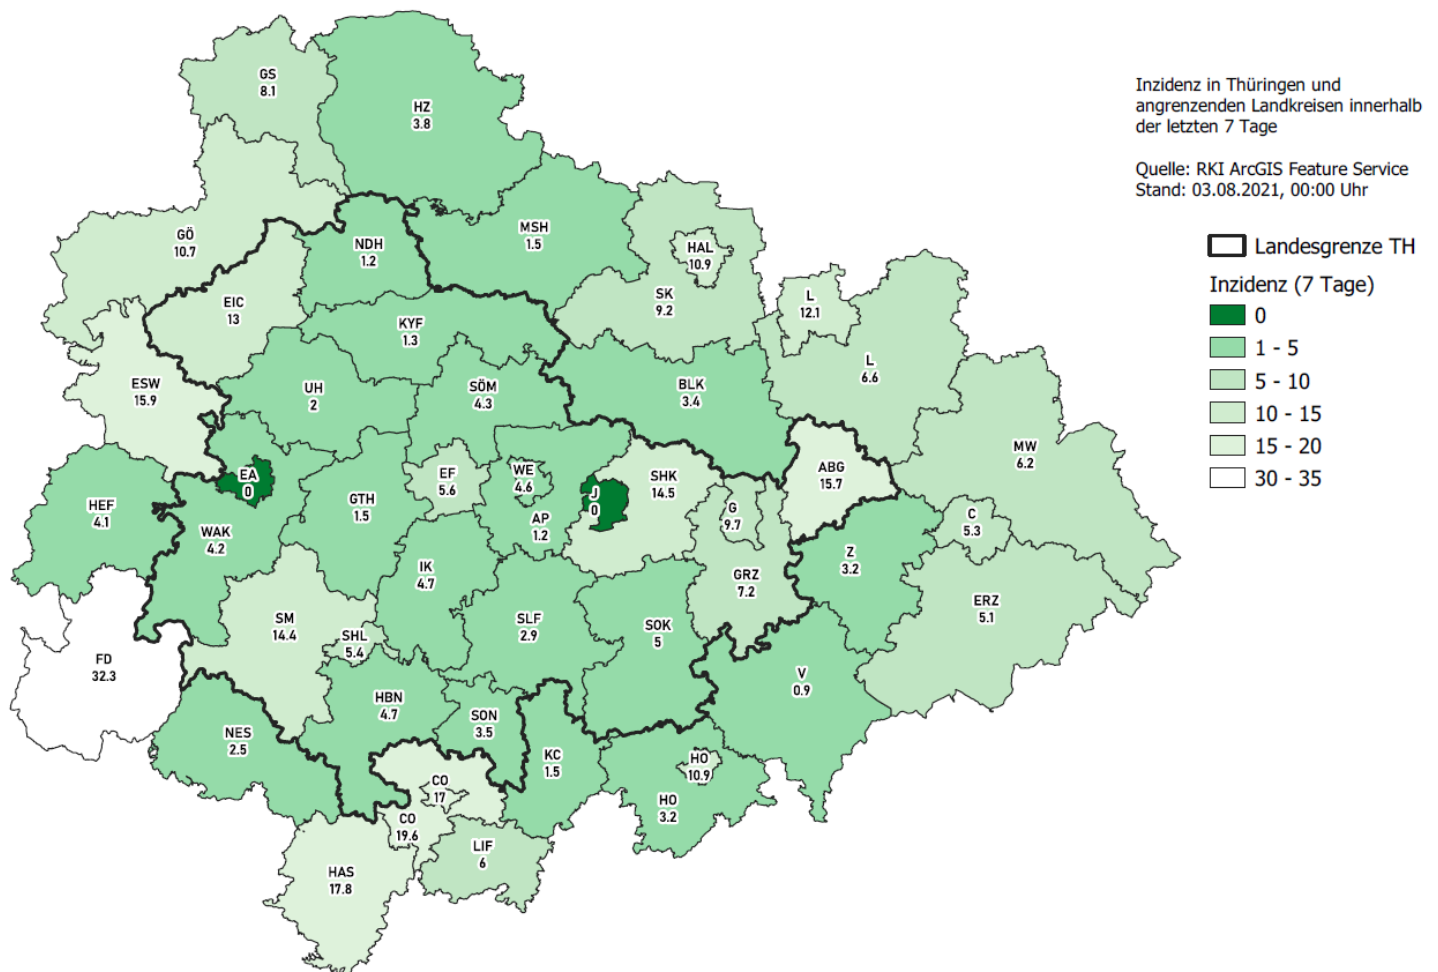 Inzidenz in Thüringen und
angrenzenden Landkreisen innerhalb
der letzten 7 Tage
Quelle: RKI ArcGIS Feature Service
Stand: 03.08.2021, 00:00 Uhr
Landesgrenze TH
Inzidenz (7 Tage)
0
1 - 5
5 - 10
10 - 15
15 - 20
30 - 35
GS
8.1
HZ
3.8
GÖ
10.7
NDH
1.2
MSH
1.5
HAL
10.9
SK
9.2
L
12.1
EIC
13
KYF
1.3
L
6.6
ESW
15.9
UH
2
SÖM
4.3
BLK
3.4
MW
6.2
EA
0
EF
5.6
WE
4.6
SHK
14.5
ABG
15.7
HEF
4.1
GTH
1.5
J
0
G
9.7
C
5.3
WAK
4.2
AP
1.2
Z
3.2
IK
4.7
GRZ
7.2
ERZ
5.1
SM
14.4
SHL
5.4
SLF
2.9
SOK
5
FD
32.3
V
0.9
HBN
4.7
SON
3.5
NES
2.5
KC
1.5
HO
10.9
CO
17
HO
3.2
CO
19.6
LIF
6
HAS
17.8